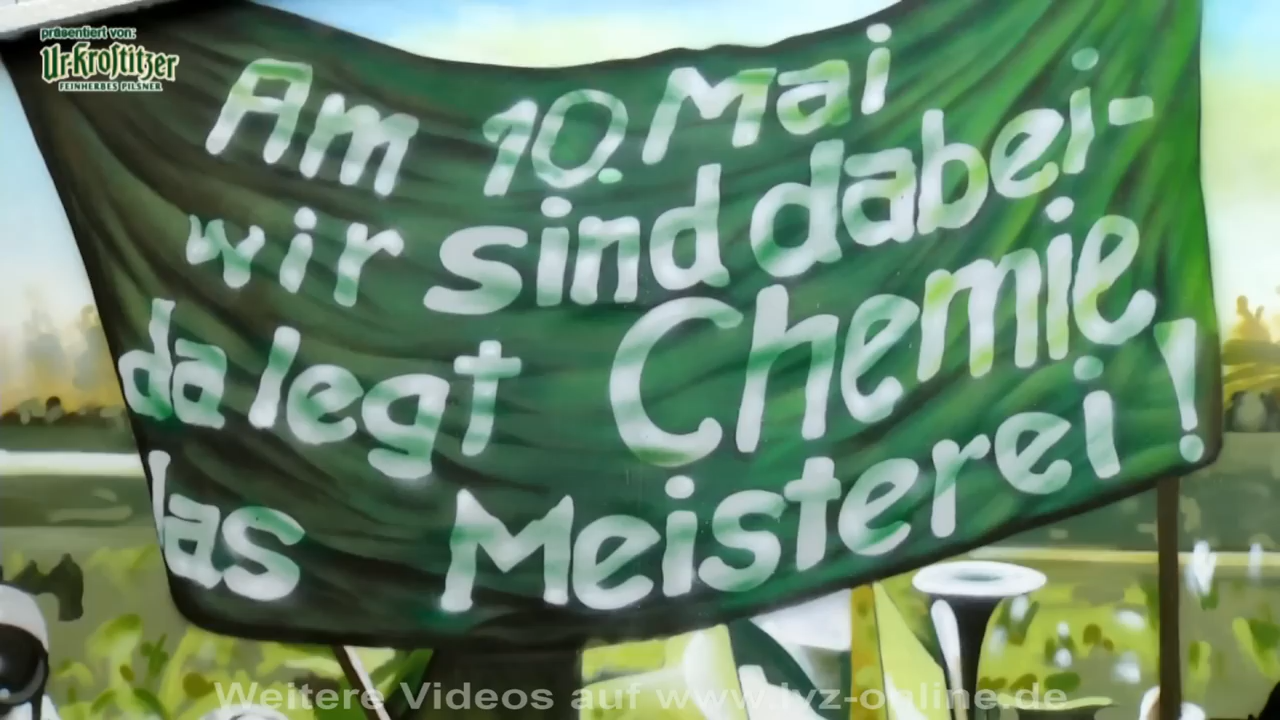 präsentiert von:
Ur-Krostitzer
FEINHERBES PILSNER
Am 10. Mai
wir sind dabei-
da legt Chemie
las Meisterei!
Weitere Videos auf www.lvz-online.de